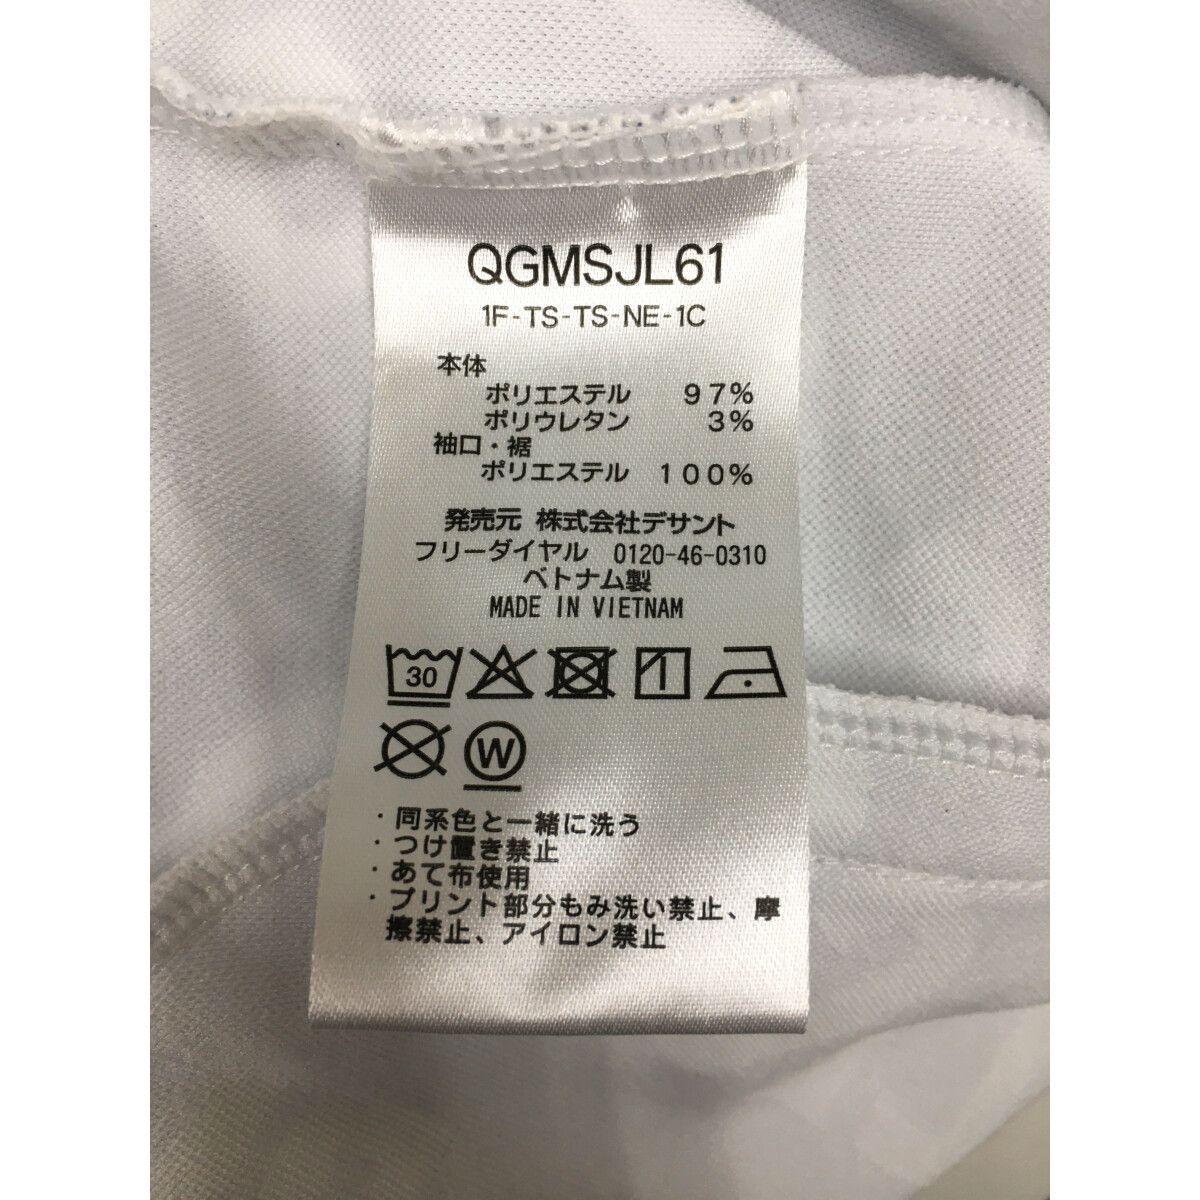 QGMSJL61
1F-TS-TS-NE-1C
本体
ポリエステル 97%
ポリウレタン 3%
袖口・裾
ポリエステル 100%
発売元 株式会社デサント
フリーダイヤル 0120-46-0310
ベトナム製
MADE IN VIETNAM
30
W
・同系色と一緒に洗う
・つけ置き禁止
・あて布使用
・プリント部分もみ洗い禁止、摩
擦禁止、アイロン禁止